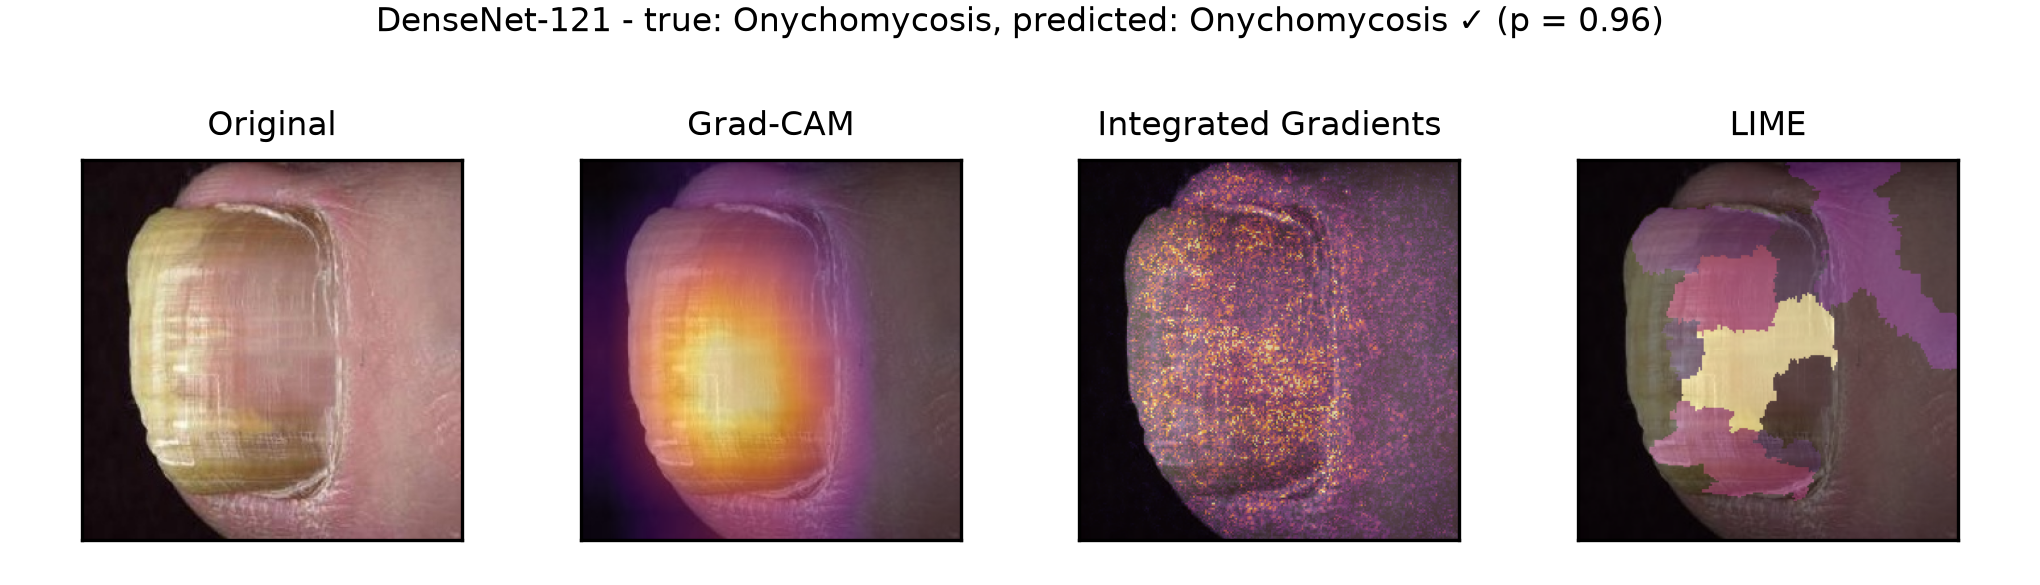 DenseNet-121 - true: Onychomycosis, predicted: Onychomycosis ✓ (p = 0.96)
Original
Grad-CAM
Integrated Gradients
LIME